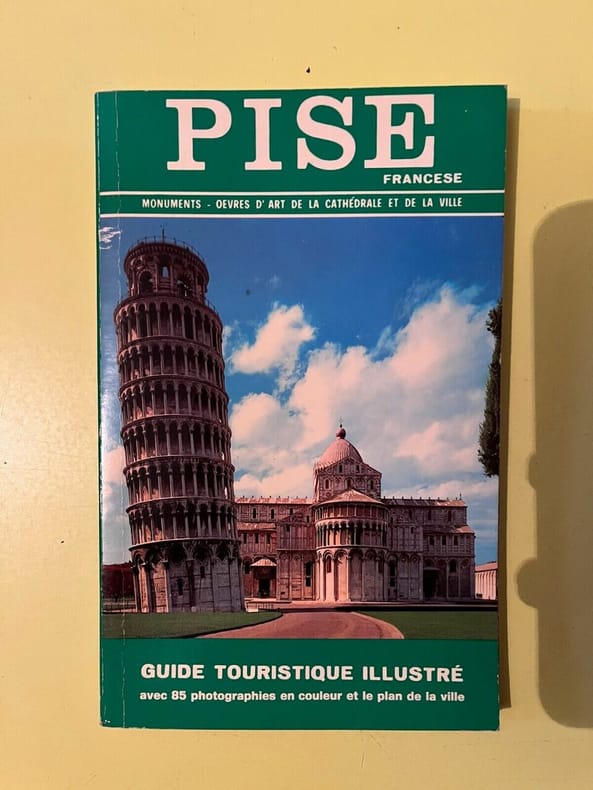 PISE
FRANCESE
MONUMENTS - OEVRES D' ART DE LA CATHÉDRALE ET DE LA VILLE
GUIDE TOURISTIQUE ILLUSTRÉ
avec 85 photographies en couleur et le plan de la ville